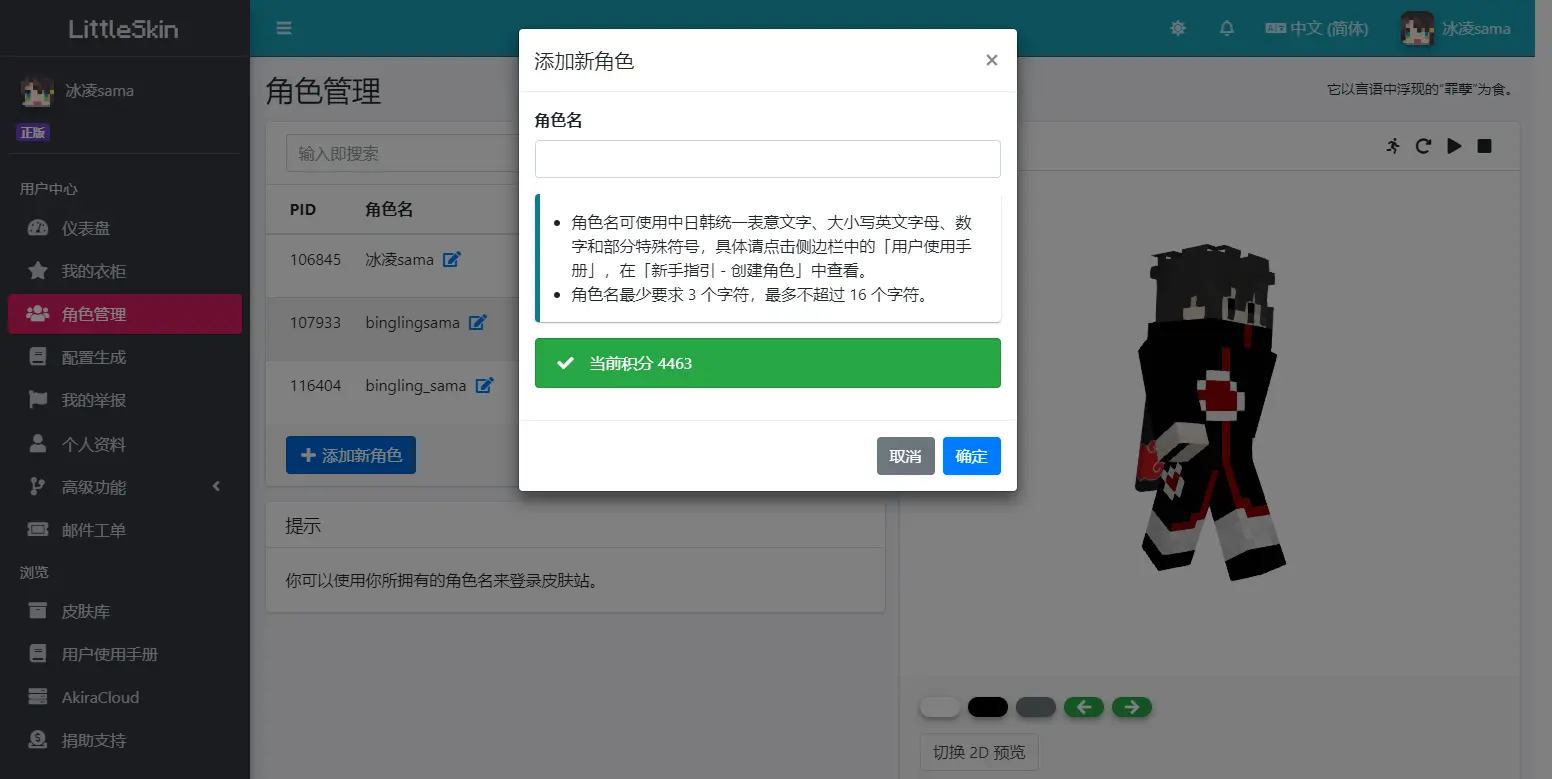 LittleSkin
冰凌sama
正版
用户中心
仪表盘
我的衣柜
角色管理
配置生成
我的举报
个人资料
高级功能
邮件工单
浏览
皮肤库
用户使用手册
AkiraCloud
捐助支持
中文 (简体)
冰凌sama
角色管理
它以言语中浮现的“罪孽”为食。
输入即搜索
PID 角色名
106845 冰凌sama
107933 binglingsama
116404 bingling_sama
添加新角色
提示
你可以使用你所拥有的角色名来登录皮肤站。
添加新角色
×
角色名
角色名可使用中日韩统一表意文字、大小写英文字母、数
字和部分特殊符号，具体请点击侧边栏中的「用户使用手
册」，在「新手指引 - 创建角色」中查看。
角色名最少要求 3 个字符，最多不超过 16 个字符。
当前积分 4463
取消 确定
切换 2D 预览